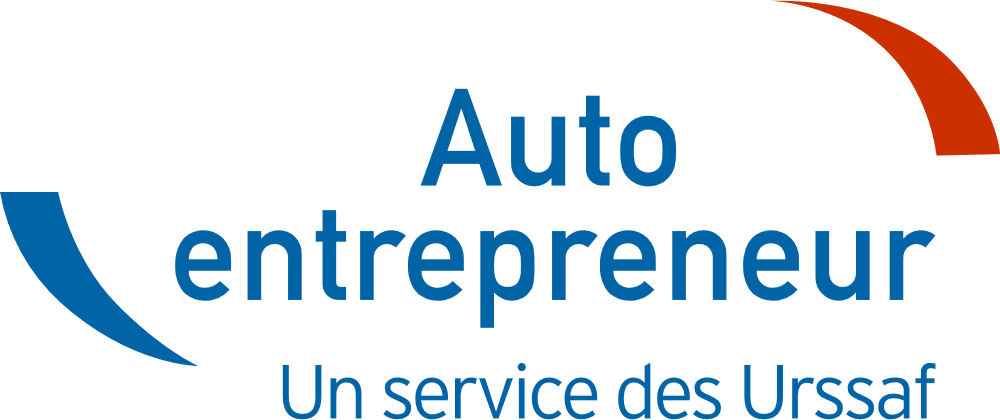 Auto
entrepreneur
Un service des Urssaf